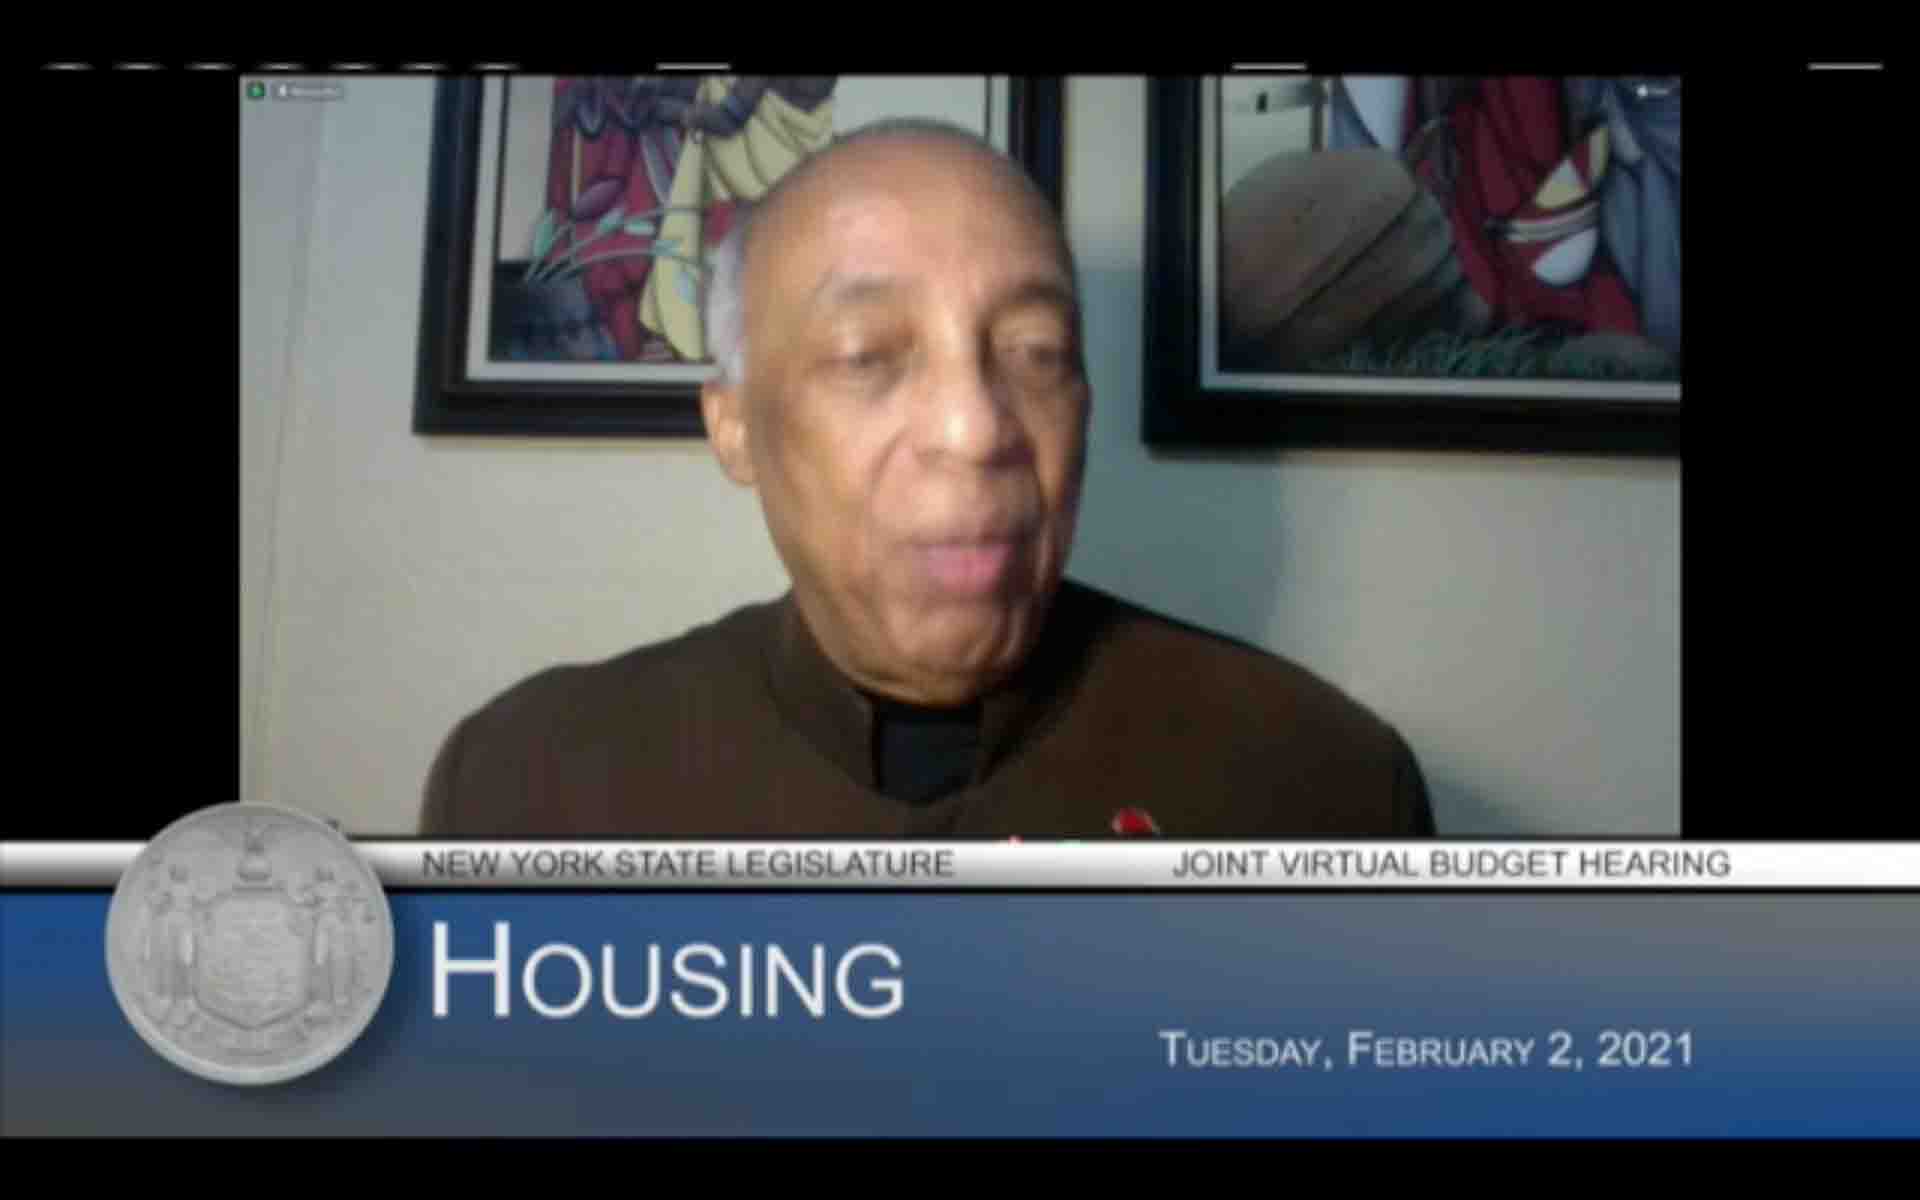 NEW YORK STATE LEGISLATURE
JOINT VIRTUAL BUDGET HEARING
HOUSING
TUESDAY, FEBRUARY 2, 2021